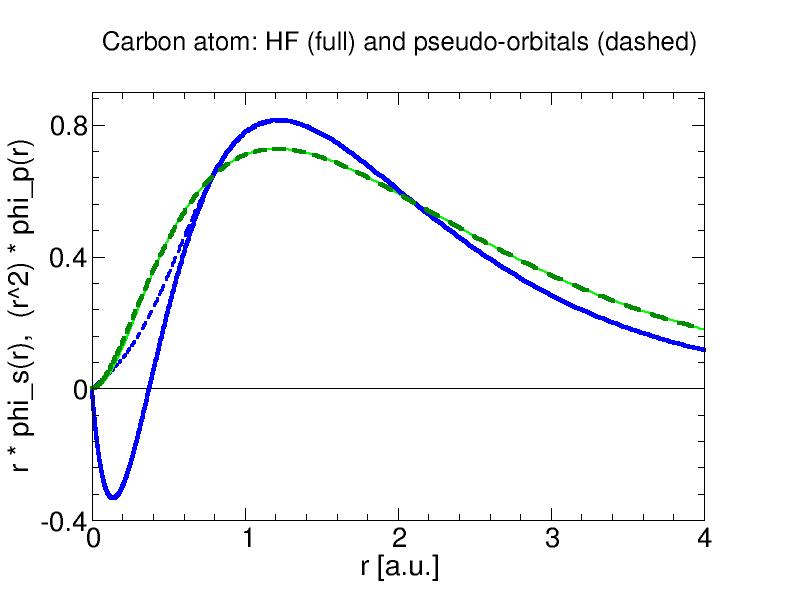 Carbon atom: HF (full) and pseudo-orbitals (dashed)
r * phi_s(r),  (r^2) * phi_p(r)
0.8
0.4
0
-0.4
0 1 2 3 4
r [a.u.]